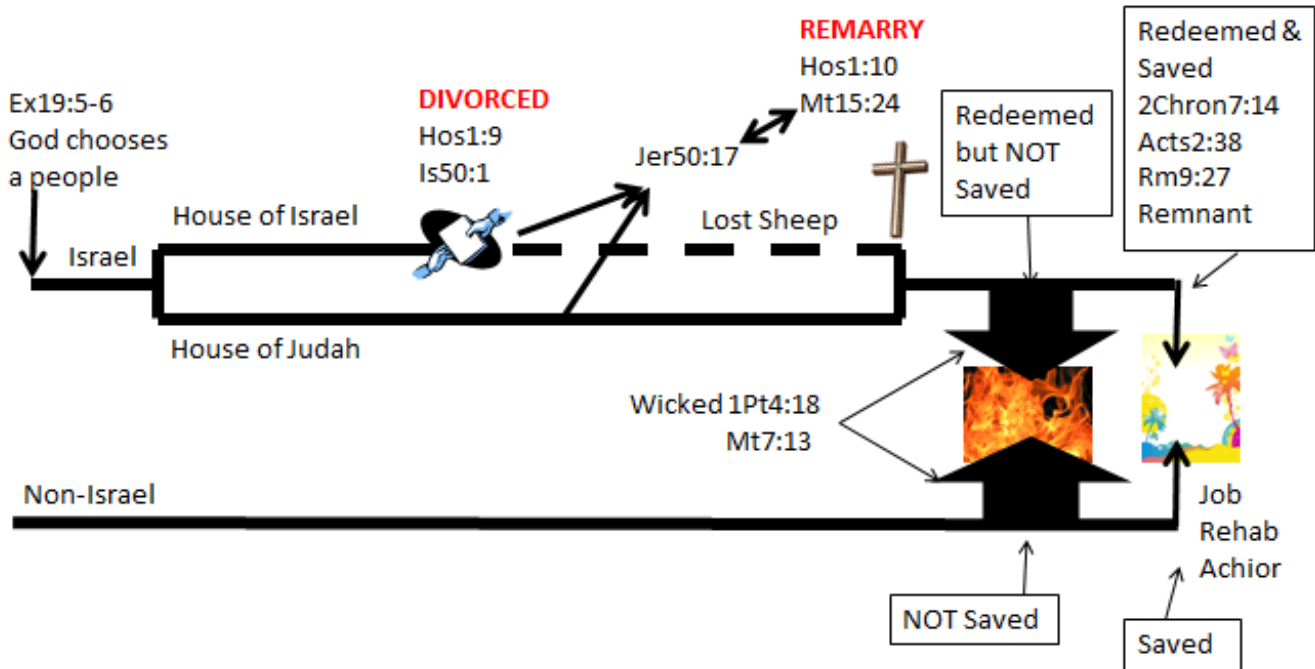 Ex19:5-6
God chooses
a people
Israel
House of Israel
House of Judah
DIVORCED
Hos1:9
Is50:1
Jer50:17
REMARRY
Hos1:10
Mt15:24
Lost Sheep
Redeemed
but NOT
Saved
Redeemed &
Saved
2Chron7:14
Acts2:38
Rm9:27
Remnant
Wicked 1Pt4:18
Mt7:13
Non-Israel
Job
Rehab
Achior
NOT Saved
Saved